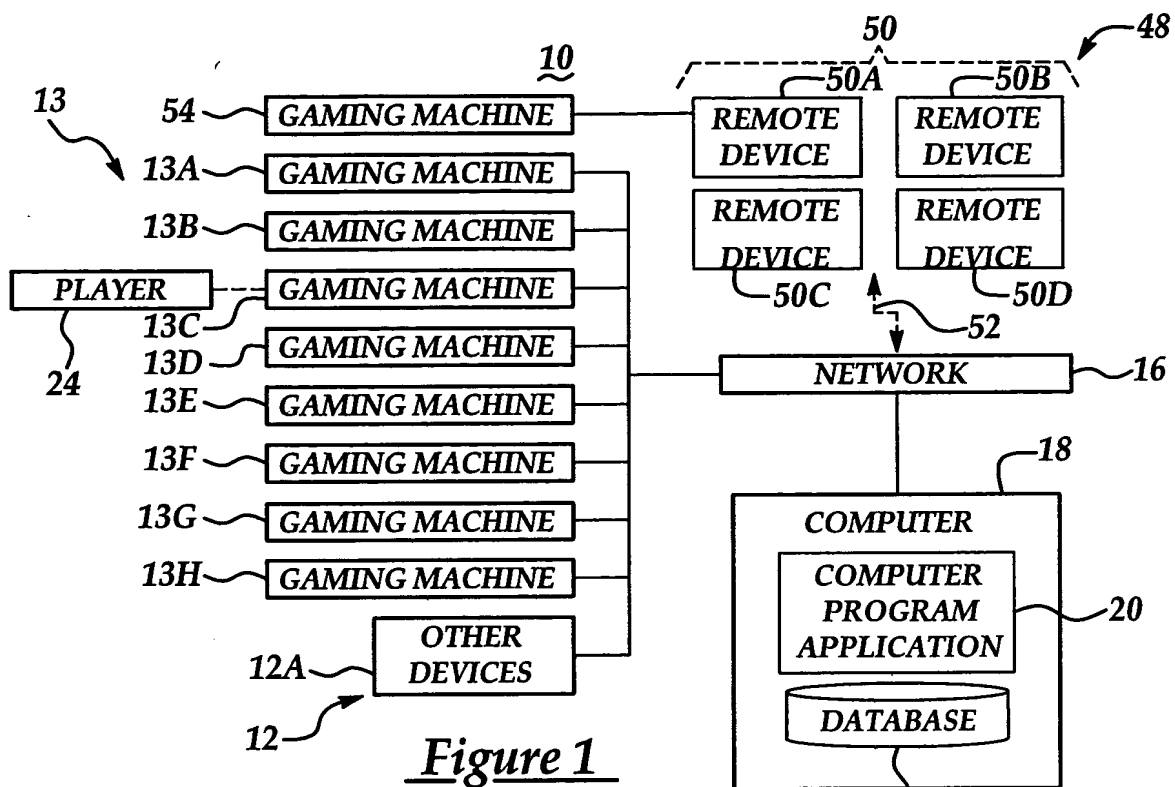 10
50
48
13
54
GAMING MACHINE
50A
REMOTE
DEVICE
50B
REMOTE
DEVICE
13A
GAMING MACHINE
13B
GAMING MACHINE
REMOTE
DEVICE
50C
REMOTE
DEVICE
50D
PLAYER
24
GAMING MACHINE
13C
52
13D
GAMING MACHINE
NETWORK
16
13E
GAMING MACHINE
13F
GAMING MACHINE
13G
GAMING MACHINE
13H
GAMING MACHINE
18
COMPUTER
COMPUTER
PROGRAM
APPLICATION
20
OTHER
DEVICES
12A
12
DATABASE
Figure 1